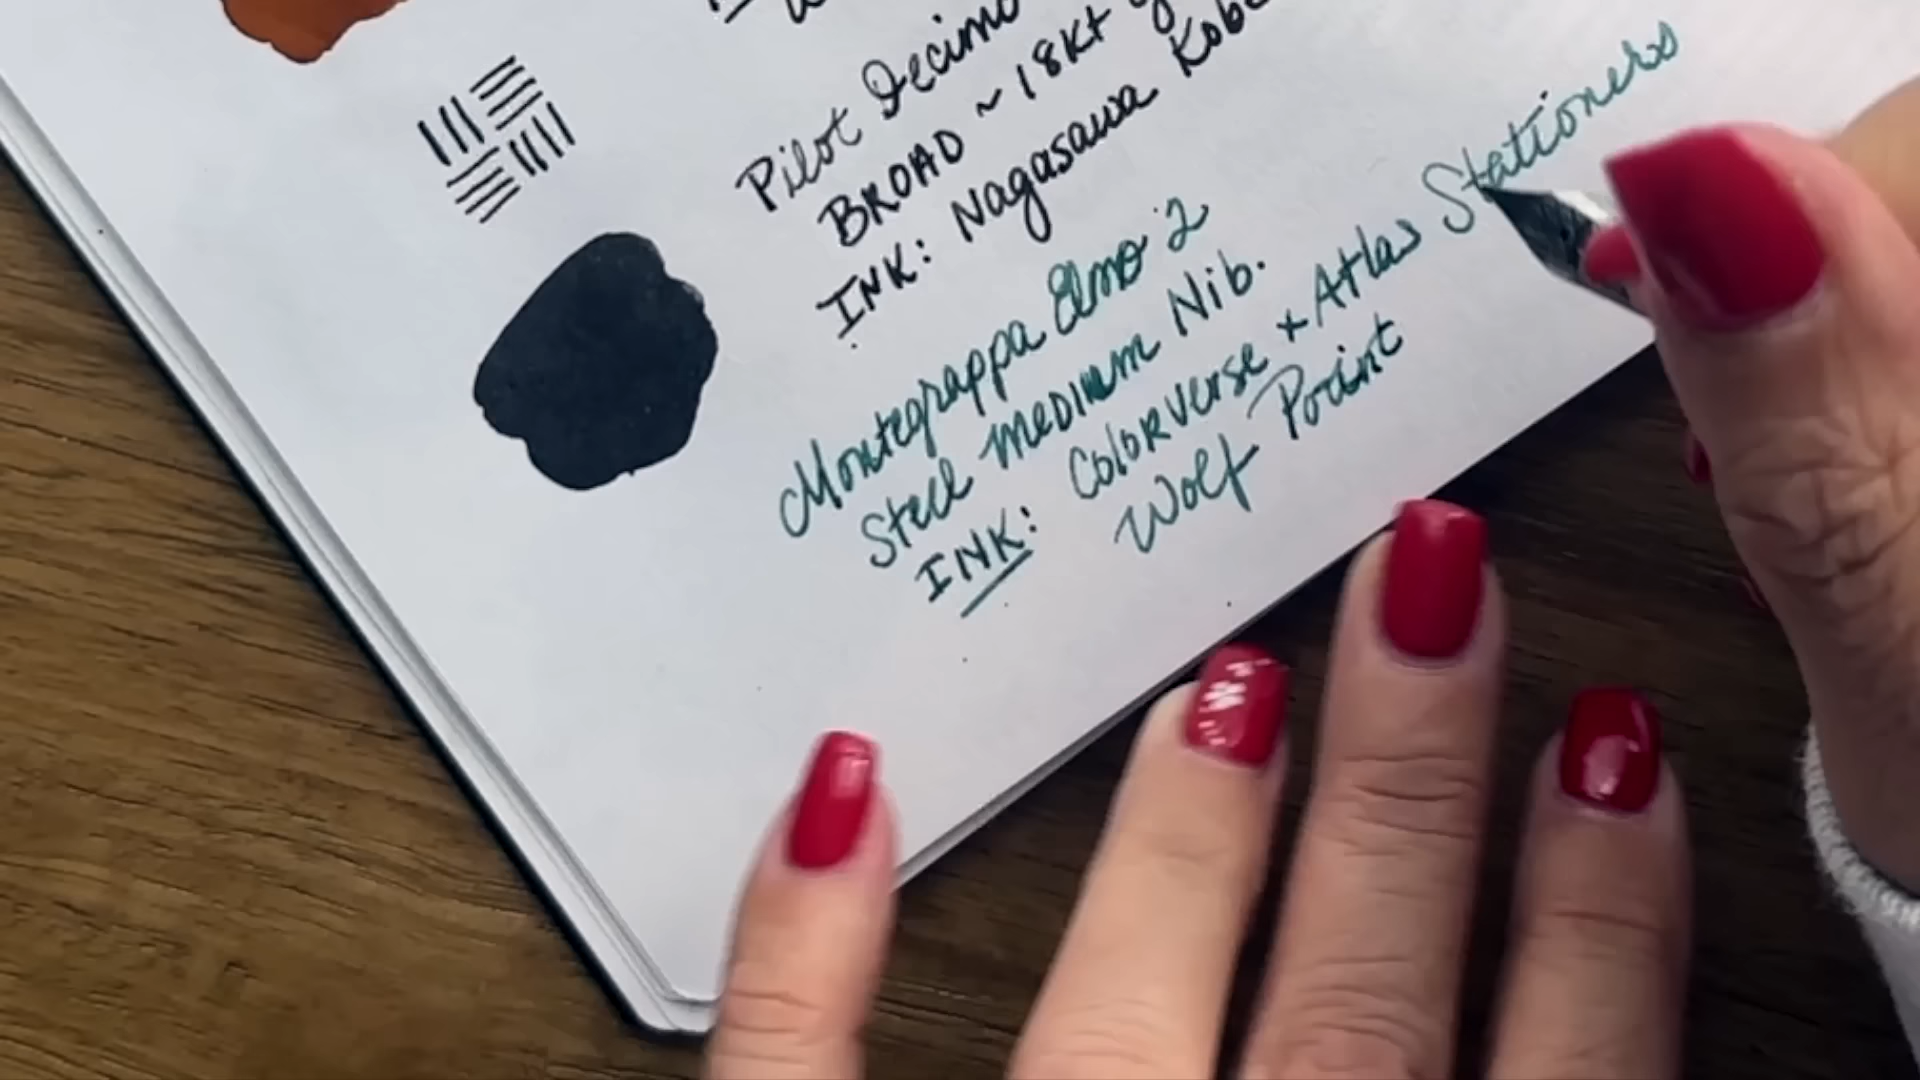 Pilot Decimo
BROAD ~ 18Kt
INK: Nagasawa Kobe
Montegrappa Elmo 2
Steel Medium Nib.
INK: Colorverse + Atlas Stationers
Wolf Point